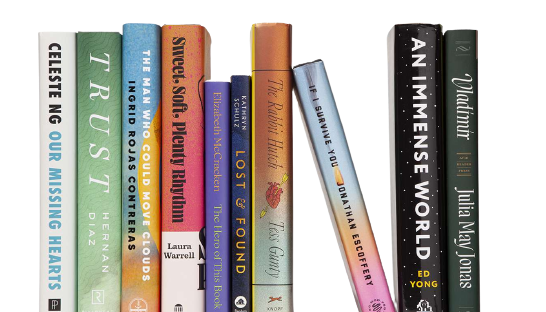 CELESTE NG OUR MISSING HEARTS
TRUST
HERNAN
DIAZ
THE MAN WHO COULD MOVE CLOUDS
INGRID ROJAS CONTRERAS
Sweet, Soft, Plenty Rhythm
Laura
Warrell
Elizabeth McCracken The Hero of This Book
KATHRYN
SCHULZ
LOST & FOUND
The Rabbit Hutch Tess Gunty
KNOPF
IF I SURVIVE YOU JONATHAN ESCOFFERY
AN IMMENSE WORLD
ED
YONG
Vladimir
Julia May Jonas